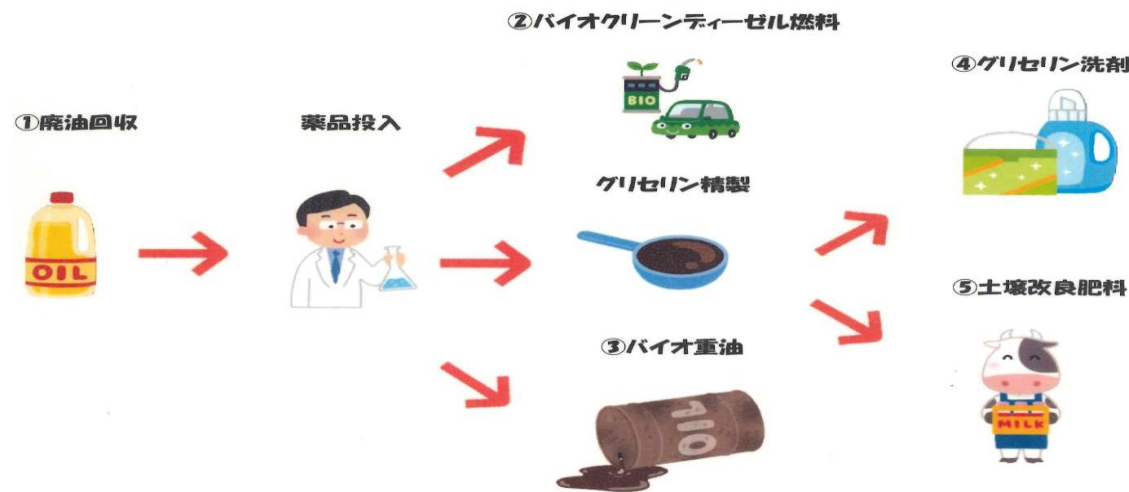 ②バイオクリーンディーゼル燃料
④グリセリン洗剤
①廃油回収
薬品投入
BIO
グリセリン精製
OIL
⑤土壌改良肥料
③バイオ重油
OIL
MILK